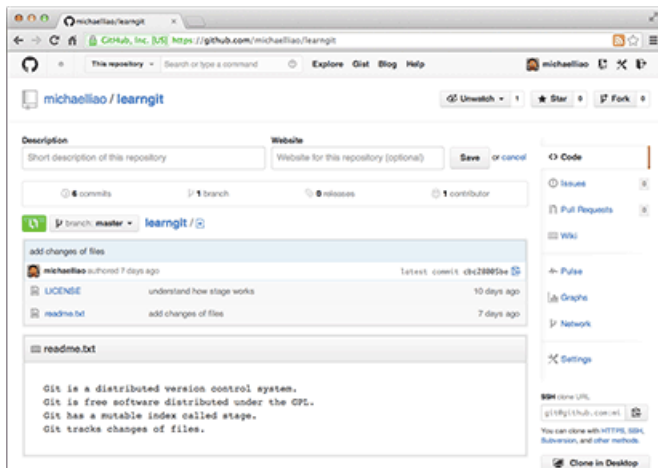 michaelliao/learngit
GitHub, Inc. [US] https://github.com/michaelliao/learngit
This repository Search or type a command Explore Gist Blog Help michaelliao
michaelliao / learngit Unwatch 1 Star 0 Fork 0
Description Website
Short description of this repository Website for this repository (optional) Save or cancel
6 commits 1 branch 0 releases 1 contributor
branch: master learngit /
add changes of files
michaelliao authored 7 days ago latest commit cbc28005be
LICENSE understand how stage works 10 days ago
readme.txt add changes of files 7 days ago
readme.txt
Git is a distributed version control system.
Git is free software distributed under the GPL.
Git has a mutable index called stage.
Git tracks changes of files.
Code
Issues 0
Pull Requests 0
Wiki
Pulse
Graphs
Network
Settings
SSH clone URL
git@github.com:mi
You can clone with HTTPS, SSH,
Subversion, and other methods.
Clone in Desktop